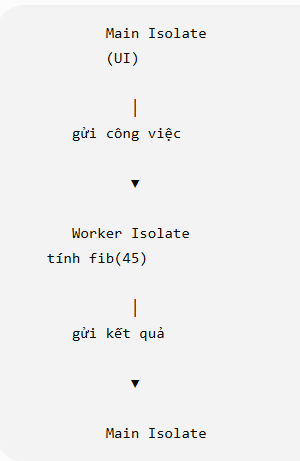 Main Isolate
(UI)
│
gửi công việc
▼
Worker Isolate
tính fib(45)
│
gửi kết quả
▼
Main Isolate